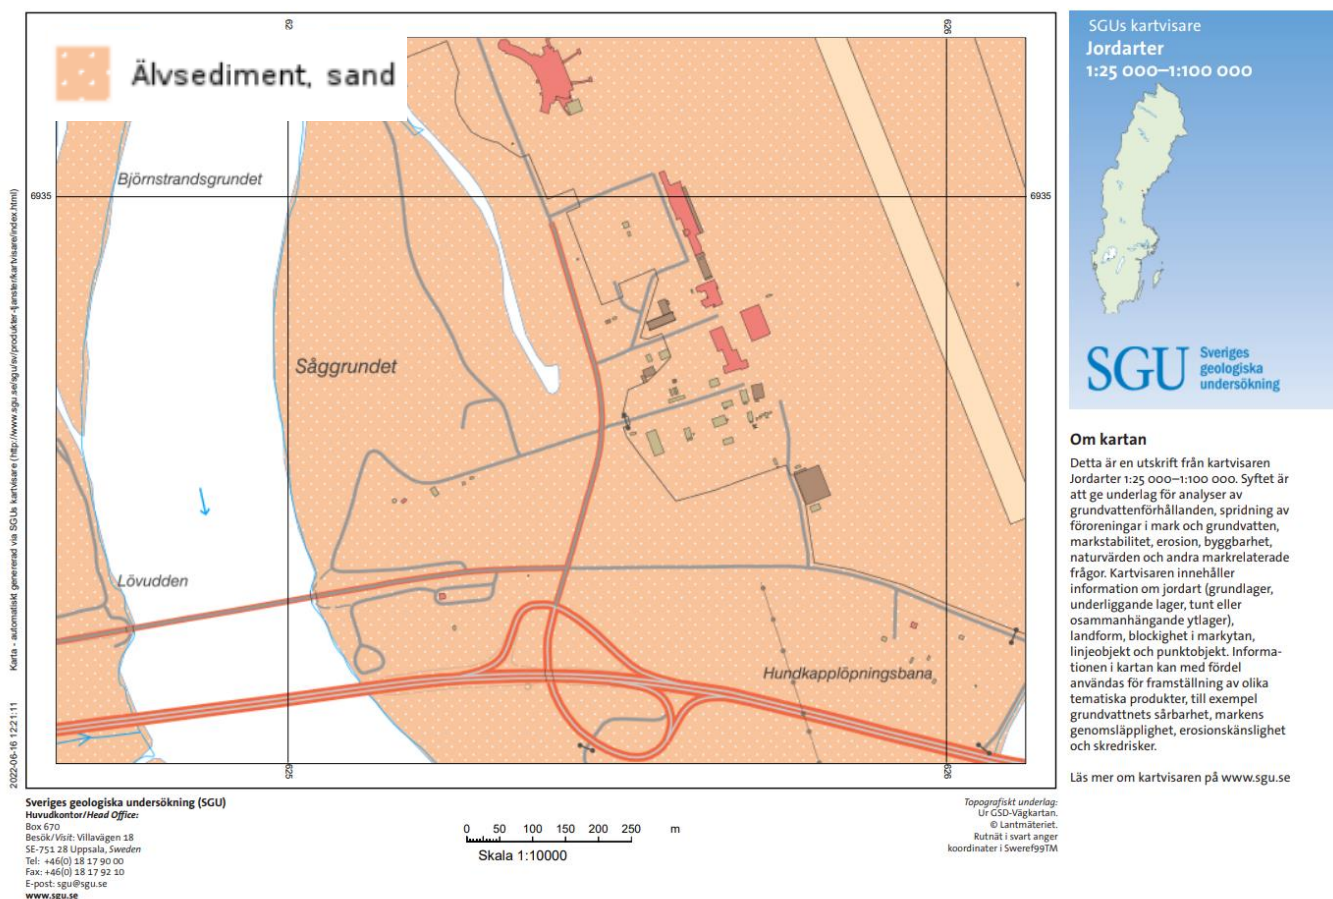 62
626
Älvsediment, sand
Björnstrandsgrundet
6935
6935
Såggrundet
Lövudden
Hundkapplöpningsbana
625
626
Karta - automatiskt genererad via SGUs kartvisare (http://www.sgu.se/sgu/sv/produkter-tjanster/kartvisare/index.html)
2022-06-16 12:21:11
SGUs kartvisare
Jordarter
1:25 000–1:100 000
SGU
Sveriges
geologiska
undersökning
Om kartan
Detta är en utskrift från kartvisaren
Jordarter 1:25 000–1:100 000. Syftet är
att ge underlag för analyser av
grundvattenförhållanden, spridning av
föroreningar i mark och grundvatten,
markstabilitet, erosion, byggbarhet,
naturvärden och andra markrelaterade
frågor. Kartvisaren innehåller
information om jordart (grundlager,
underliggande lager, tunt eller
osammanhängande ytlager),
landform, blockighet i markytan,
linjeobjekt och punktobjekt. Informa-
tionen i kartan kan med fördel
användas för framställning av olika
tematiska produkter, till exempel
grundvattnets sårbarhet, markens
genomsläpplighet, erosionskänslighet
och skredrisker.
Läs mer om kartvisaren på www.sgu.se
Sveriges geologiska undersökning (SGU)
Huvudkontor/Head Office:
Box 670
Besök/Visit: Villavägen 18
SE-751 28 Uppsala, Sweden
Tel: +46(0) 18 17 90 00
Fax: +46(0) 18 17 92 10
E-post: sgu@sgu.se
www.sgu.se
0 50 100 150 200 250 m
Skala 1:10000
Topografiskt underlag:
Ur GSD-Vägkartan.
© Lantmäteriet.
Rutnät i svart anger
koordinater i Sweref99TM